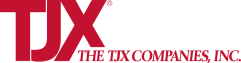 TJX®
THE TJX COMPANIES, INC.